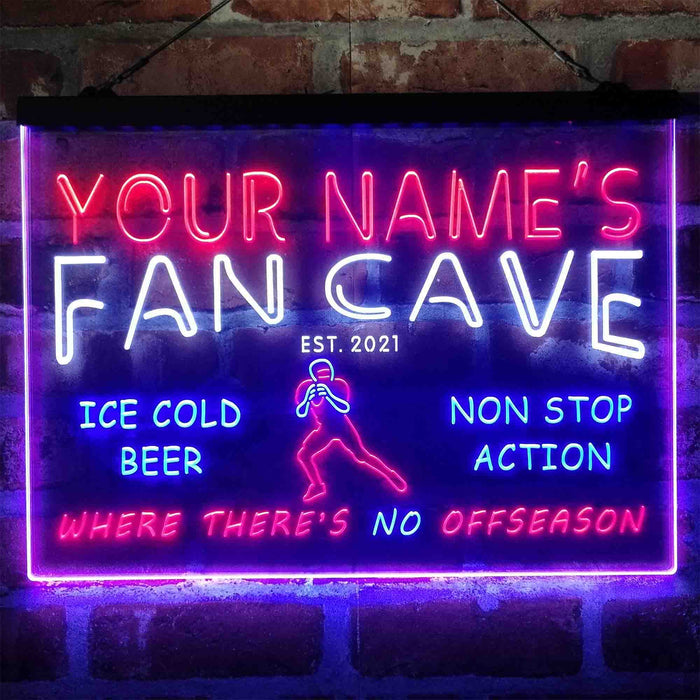 YOUR NAME'S
FAN CAVE
EST. 2021
ICE COLD
BEER
NON STOP
ACTION
WHERE THERE'S NO OFFSEASON